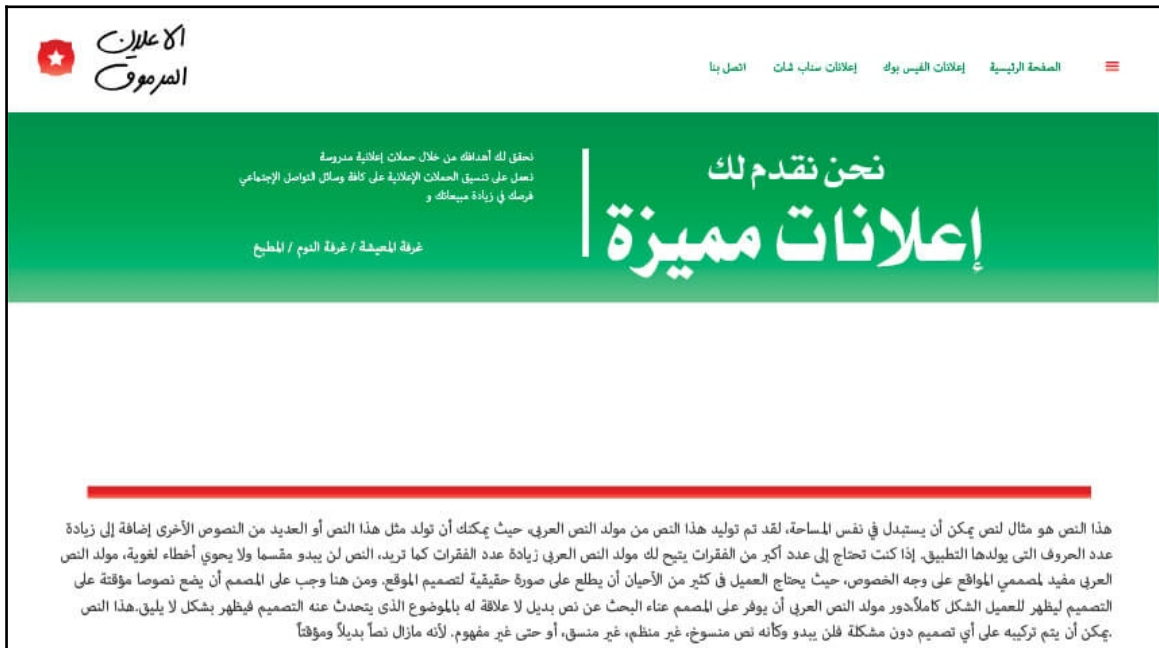 الاعلان
المرموق
الصفحة الرئيسية إعلانات الفيس بوك إعلانات سناب شات اتصل بنا
نحن نقدم لك
إعلانات مميزة
نحقق لك أهدافك من خلال حملات إعلانية مدروسة
نعمل على تنسيق الحملات الإعلانية على كافة وسائل التواصل الإجتماعي
فرصك في زيادة مبيعاتك و
غرفة المعيشة / غرفة النوم / المطبخ
هذا النص هو مثال لنص يمكن أن يستبدل في نفس المساحة، لقد تم توليد هذا النص من مولد النص العربى، حيث يمكنك أن تولد مثل هذا النص أو العديد من النصوص الأخرى إضافة إلى زيادة
عدد الحروف التى يولدها التطبيق. إذا كنت تحتاج إلى عدد أكبر من الفقرات يتيح لك مولد النص العربى زيادة عدد الفقرات كما تريد، النص لن يبدو مقسما ولا يحوي أخطاء لغوية، مولد النص
العربى مفيد لمصممي المواقع على وجه الخصوص، حيث يحتاج العميل فى كثير من الأحيان أن يطلع على صورة حقيقية لتصميم الموقع. ومن هنا وجب على المصمم أن يضع نصوصا مؤقتة على
التصميم ليظهر للعميل الشكل كاملاً،دور مولد النص العربى أن يوفر على المصمم عناء البحث عن نص بديل لا علاقة له بالموضوع الذى يتحدث عنه التصميم فيظهر بشكل لا يليق.هذا النص
.يمكن أن يتم تركيبه على أي تصميم دون مشكلة فلن يبدو وكأنه نص منسوخ، غير منظم، غير منسق، أو حتى غير مفهوم. لأنه مازال نصاً بديلاً ومؤقتاً